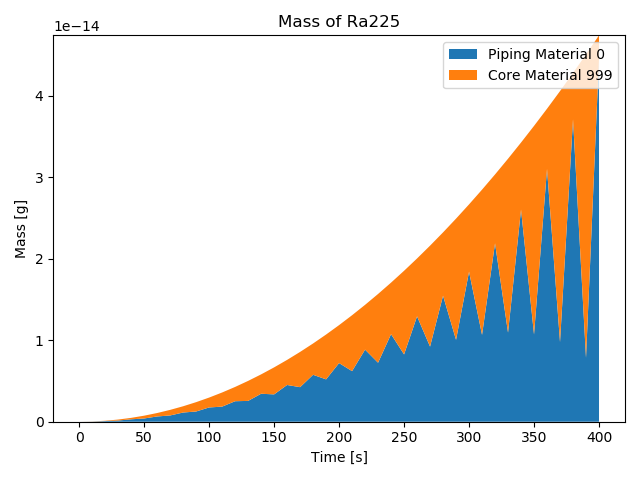 Mass of Ra225
1e−14
Piping Material 0
Core Material 999
Mass [g]
4
3
2
1
0
0 50 100 150 200 250 300 350 400
Time [s]